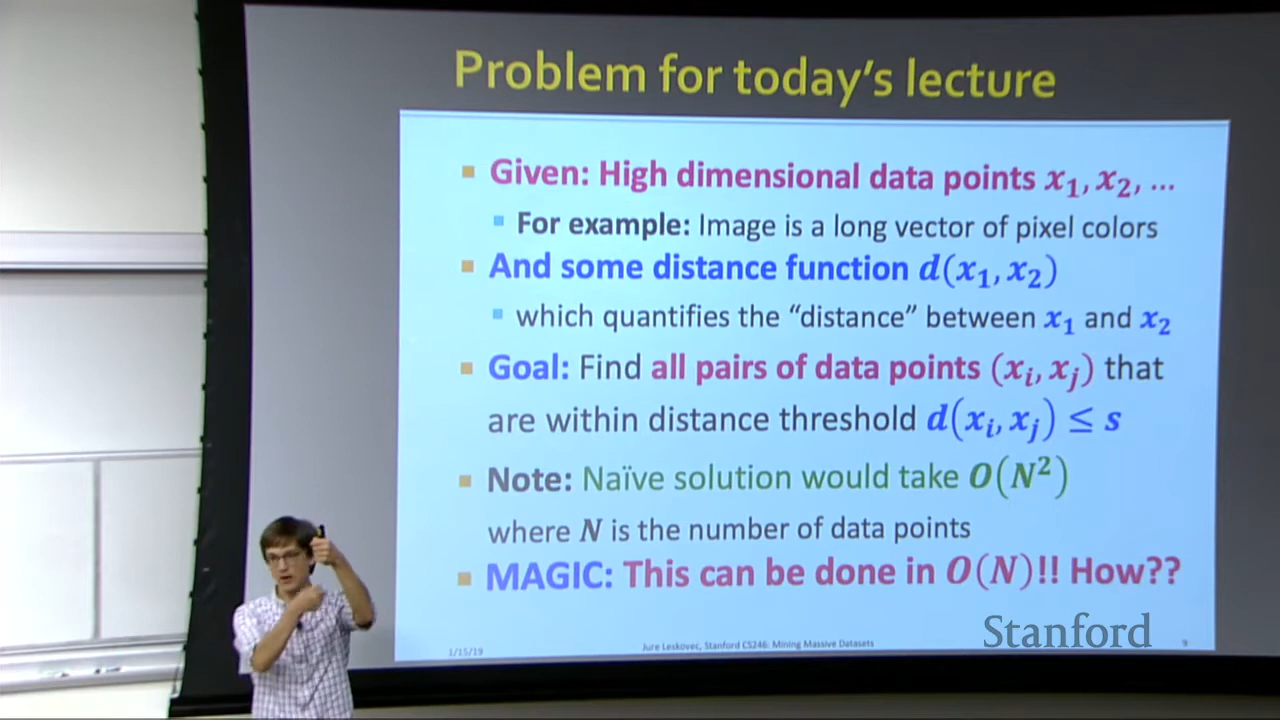 Problem for today's lecture
Given: High dimensional data points x₁, x₂, …
For example: Image is a long vector of pixel colors
And some distance function d(x₁, x₂)
which quantifies the “distance” between x₁ and x₂
Goal: Find all pairs of data points (xᵢ, xⱼ) that
are within distance threshold d(xᵢ, xⱼ) ≤ s
Note: Naïve solution would take O(N²)
where N is the number of data points
MAGIC: This can be done in O(N)!! How??
Stanford
1/15/19
Jure Leskovec, Stanford CS246: Mining Massive Datasets
9